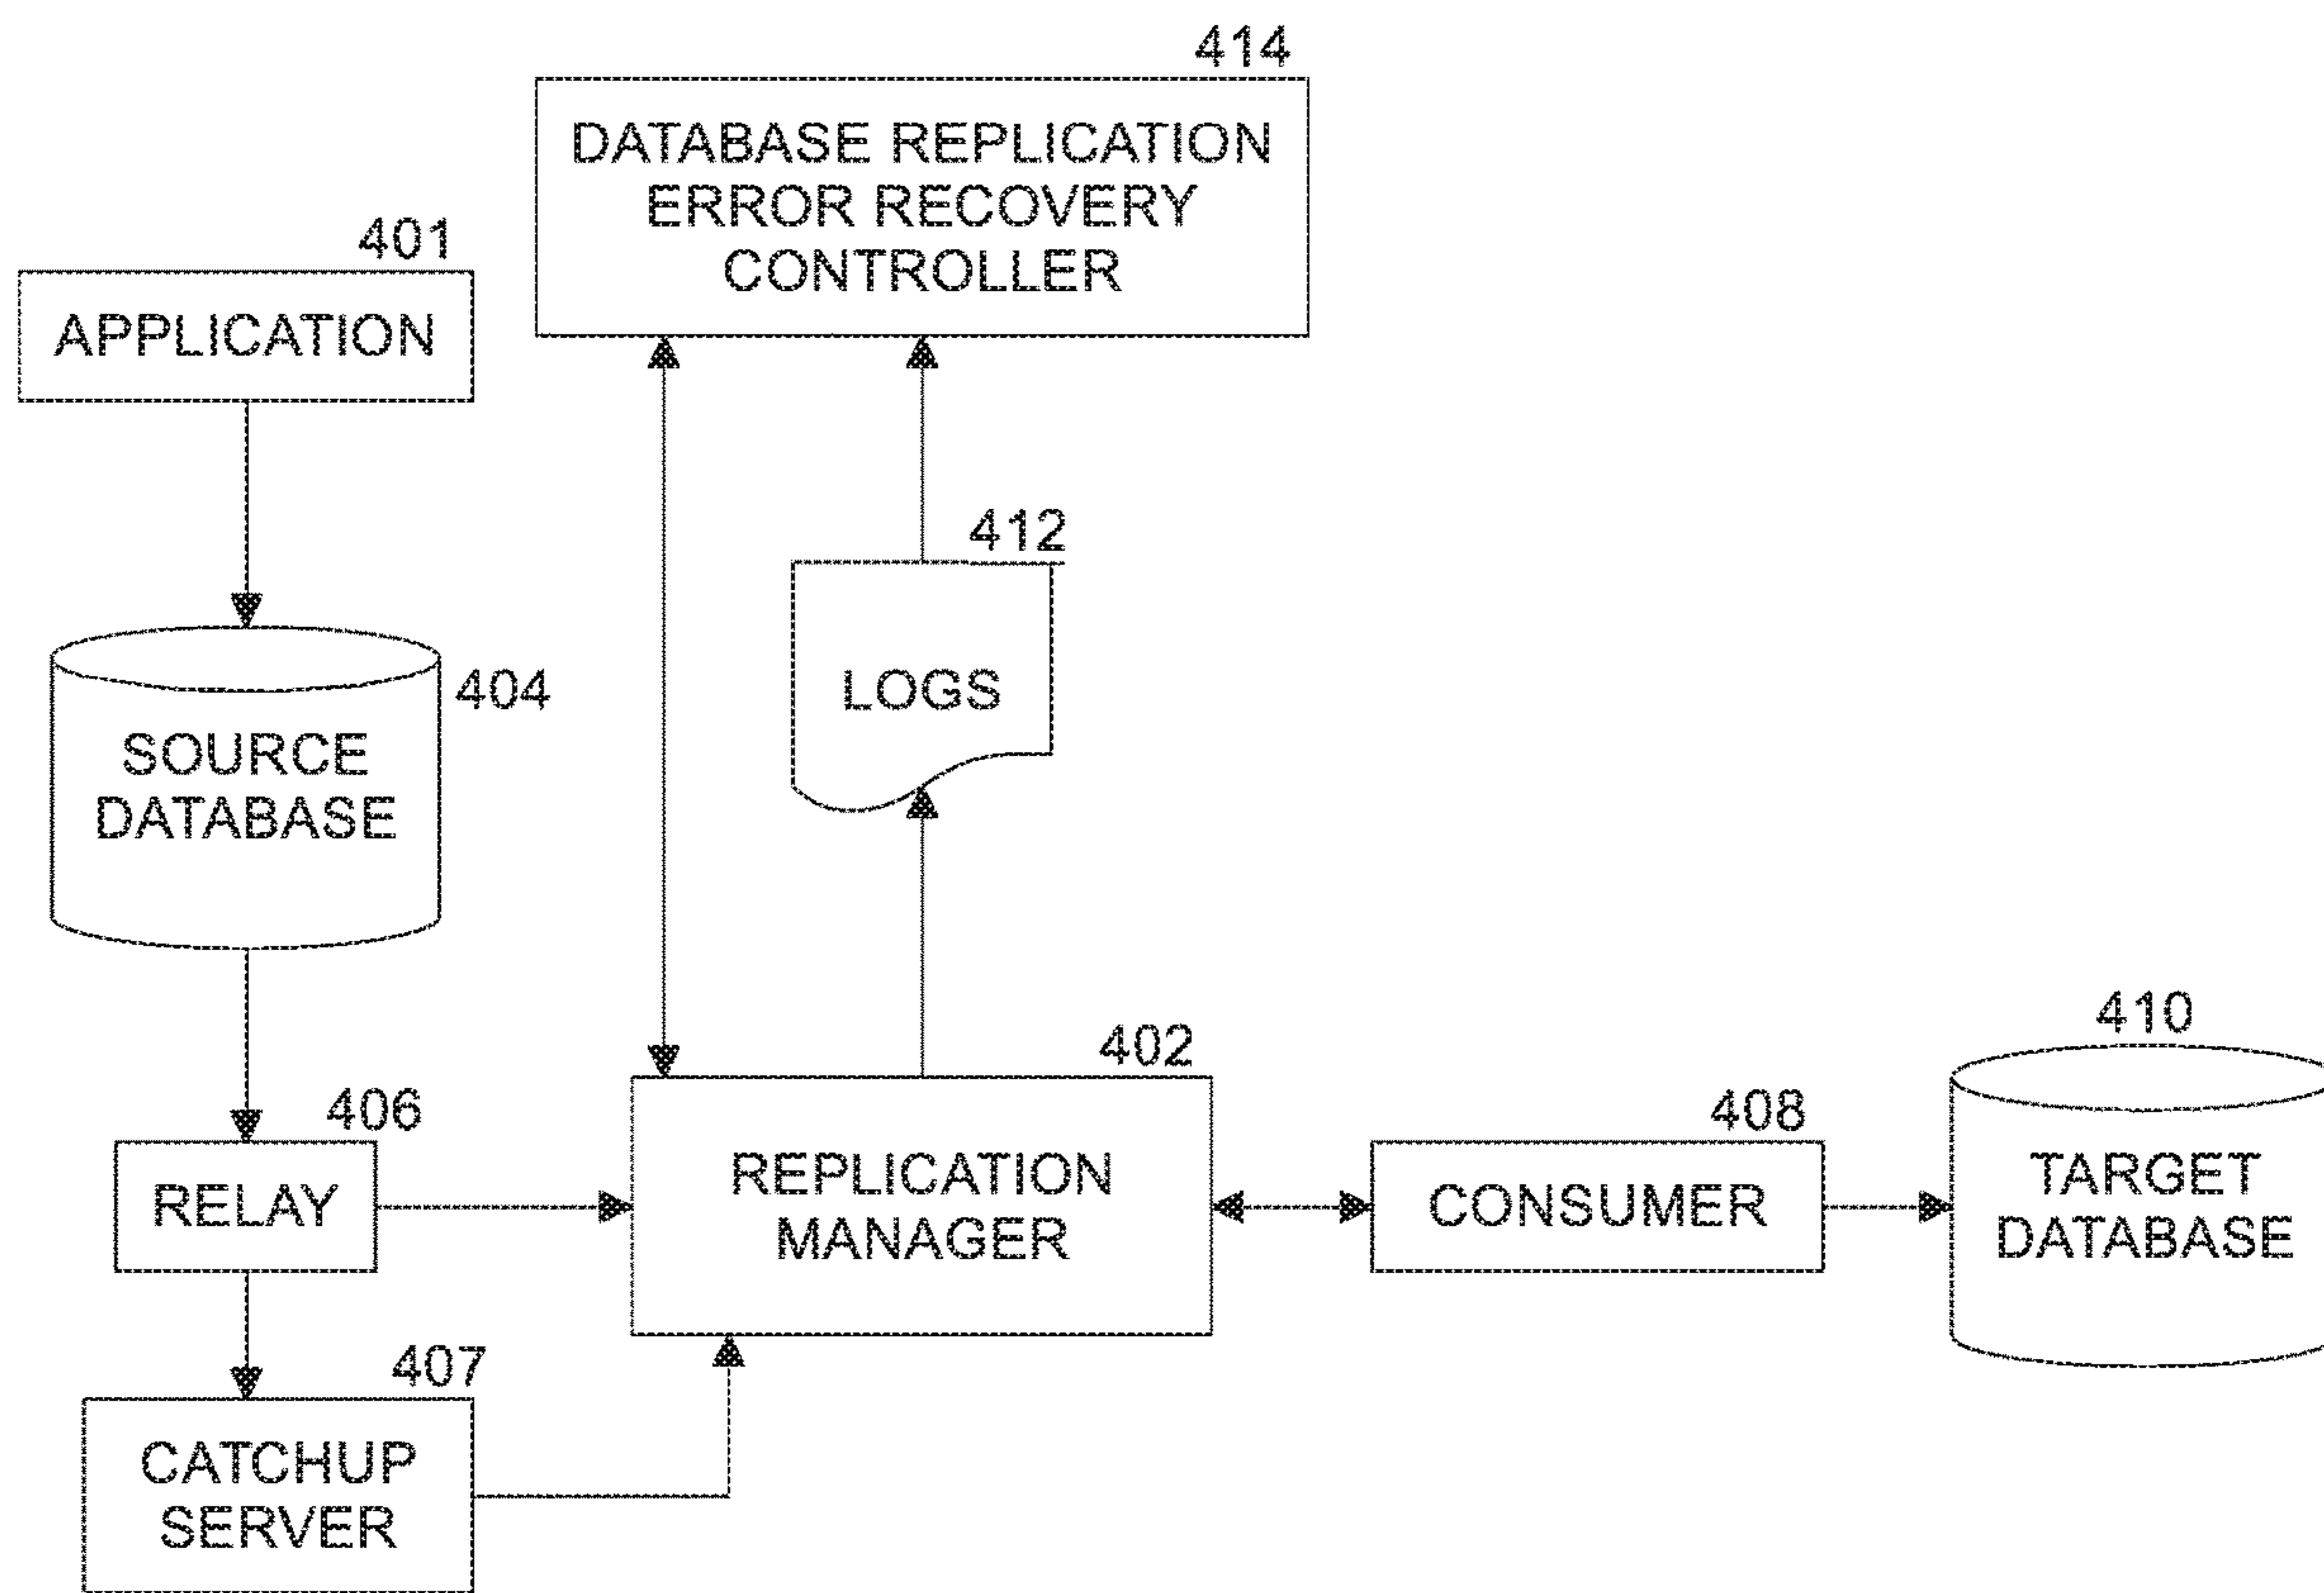 414
DATABASE REPLICATION
ERROR RECOVERY
CONTROLLER
401
APPLICATION
412
LOGS
404
SOURCE
DATABASE
402
REPLICATION
MANAGER
406
RELAY
408
CONSUMER
410
TARGET
DATABASE
407
CATCHUP
SERVER